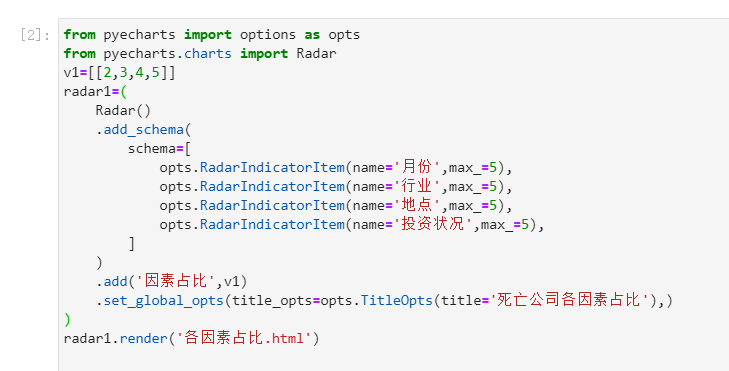 [2]: from pyecharts import options as opts
from pyecharts.charts import Radar
v1=[[2,3,4,5]]
radar1=(
    Radar()
    .add_schema(
        schema=[
            opts.RadarIndicatorItem(name='月份',max_=5),
            opts.RadarIndicatorItem(name='行业',max_=5),
            opts.RadarIndicatorItem(name='地点',max_=5),
            opts.RadarIndicatorItem(name='投资状况',max_=5),
        ]
    )
    .add('因素占比',v1)
    .set_global_opts(title_opts=opts.TitleOpts(title='死亡公司各因素占比'),)
)
radar1.render('各因素占比.html')